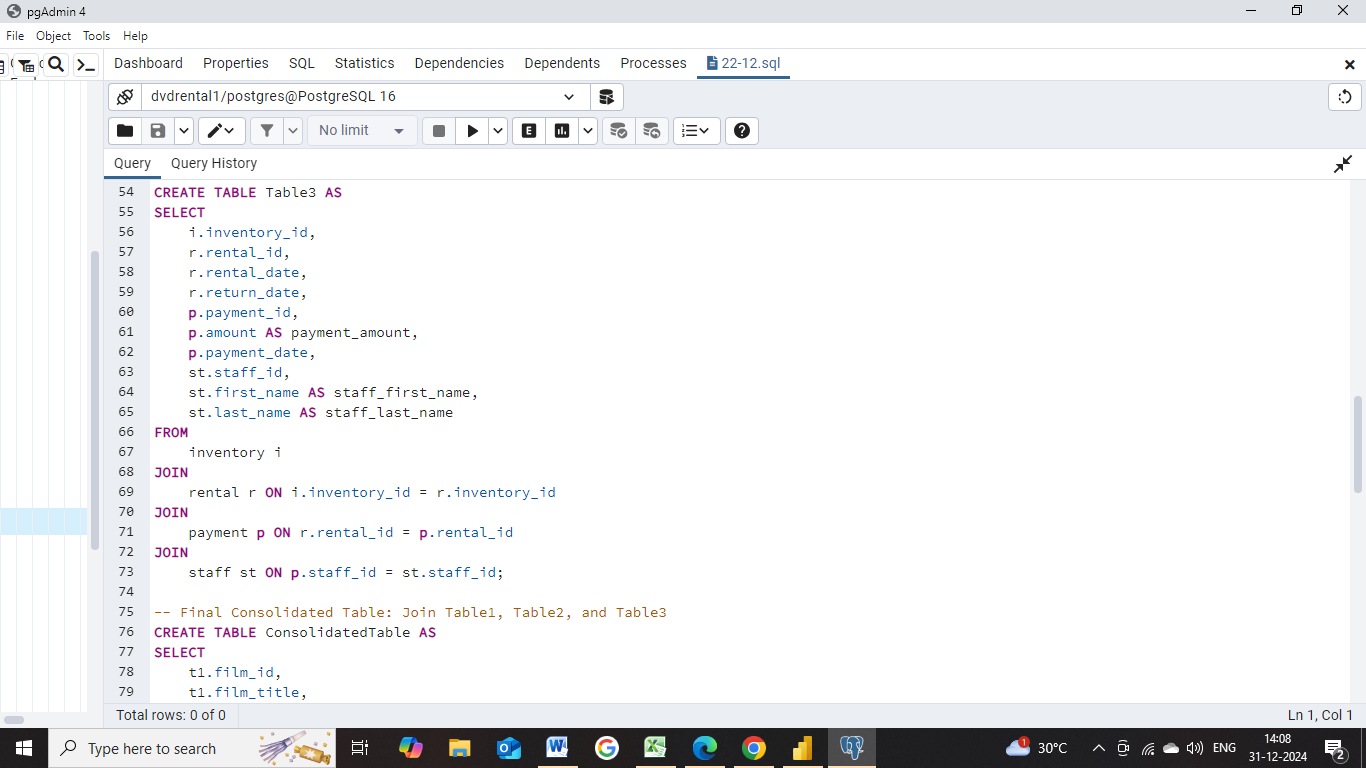 pgAdmin 4
File Object Tools Help
Dashboard Properties SQL Statistics Dependencies Dependents Processes 22-12.sql
dvdrental1/postgres@PostgreSQL 16
No limit E
Query Query History
54 CREATE TABLE Table3 AS
55 SELECT
56 i.inventory_id,
57 r.rental_id,
58 r.rental_date,
59 r.return_date,
60 p.payment_id,
61 p.amount AS payment_amount,
62 p.payment_date,
63 st.staff_id,
64 st.first_name AS staff_first_name,
65 st.last_name AS staff_last_name
66 FROM
67 inventory i
68 JOIN
69 rental r ON i.inventory_id = r.inventory_id
70 JOIN
71 payment p ON r.rental_id = p.rental_id
72 JOIN
73 staff st ON p.staff_id = st.staff_id;
74
75 -- Final Consolidated Table: Join Table1, Table2, and Table3
76 CREATE TABLE ConsolidatedTable AS
77 SELECT
78 t1.film_id,
79 t1.film_title,
Total rows: 0 of 0 Ln 1, Col 1
Type here to search 1 30°C ENG 14:08
31-12-2024 2